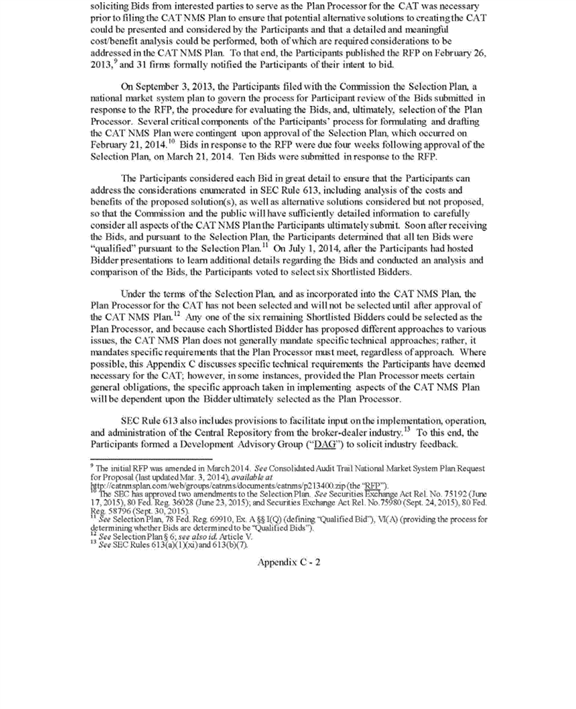 soliciting Bids from interested parties to serve as the Plan Processor for the CAT was necessary
prior to filing the CAT NMS Plan to ensure that potential alternative solutions to creating the CAT
could be presented and considered by the Participants and that a detailed and meaningful
cost/benefit analysis could be performed, both of which are required considerations to be
addressed in the CAT NMS Plan. To that end, the Participants published the RFP on February 26,
2013,9 and 31 firms formally notified the Participants of their intent to bid.
On September 3, 2013, the Participants filed with the Commission the Selection Plan, a
national market system plan to govern the process for Participant review of the Bids submitted in
response to the RFP, the procedure for evaluating the Bids, and, ultimately, selection of the Plan
Processor. Several critical components of the Participants' process for formulating and drafting
the CAT NMS Plan were contingent upon approval of the Selection Plan, which occurred on
February 21, 2014.10 Bids in response to the RFP were due four weeks following approval of the
Selection Plan, on March 21, 2014. Ten Bids were submitted in response to the RFP.
The Participants considered each Bid in great detail to ensure that the Participants can
address the considerations enumerated in SEC Rule 613, including analysis of the costs and
benefits of the proposed solution(s), as well as alternative solutions considered but not proposed,
so that the Commission and the public will have sufficiently detailed information to carefully
consider all aspects of the CAT NMS Plan the Participants ultimately submit. Soon after receiving
the Bids, and pursuant to the Selection Plan, the Participants determined that all ten Bids were
"qualified" pursuant to the Selection Plan.11 On July 1, 2014, after the Participants had hosted
Bidder presentations to learn additional details regarding the Bids and conducted an analysis and
comparison of the Bids, the Participants voted to select six Shortlisted Bidders.
Under the terms of the Selection Plan, and as incorporated into the CAT NMS Plan, the
Plan Processor for the CAT has not been selected and will not be selected until after approval of
the CAT NMS Plan.12 Any one of the six remaining Shortlisted Bidders could be selected as the
Plan Processor, and because each Shortlisted Bidder has proposed different approaches to various
issues, the CAT NMS Plan does not generally mandate specific technical approaches; rather, it
mandates specific requirements that the Plan Processor must meet, regardless of approach. Where
possible, this Appendix C discusses specific technical requirements the Participants have deemed
necessary for the CAT; however, in some instances, provided the Plan Processor meets certain
general obligations, the specific approach taken in implementing aspects of the CAT NMS Plan
will be dependent upon the Bidder ultimately selected as the Plan Processor.
SEC Rule 613 also includes provisions to facilitate input on the implementation, operation,
and administration of the Central Repository from the broker-dealer industry.13 To this end, the
Participants formed a Development Advisory Group ("DAG") to solicit industry feedback.
9 The initial RFP was amended in March 2014. See Consolidated Audit Trail National Market System Plan Request
for Proposal (last updated Mar. 3, 2014), available at
http://catnmsplan.com/web/groups/catnms/documents/catnms/p213400.zip (the "RFP").
10 The SEC has approved two amendments to the Selection Plan. See Securities Exchange Act Rel. No. 75192 (June
17, 2015), 80 Fed. Reg. 36028 (June 23, 2015); and Securities Exchange Act Rel. No. 75980 (Sept. 24, 2015), 80 Fed.
Reg. 58796 (Sept. 30, 2015).
11 See Selection Plan, 78 Fed. Reg. 69910, Ex. A §§ I(Q) (defining "Qualified Bid"), VI(A) (providing the process for
determining whether Bids are determined to be "Qualified Bids").
12 See Selection Plan § 6; see also id. Article V.
13 See SEC Rules 613(a)(1)(xi) and 613(b)(7).
Appendix C - 2